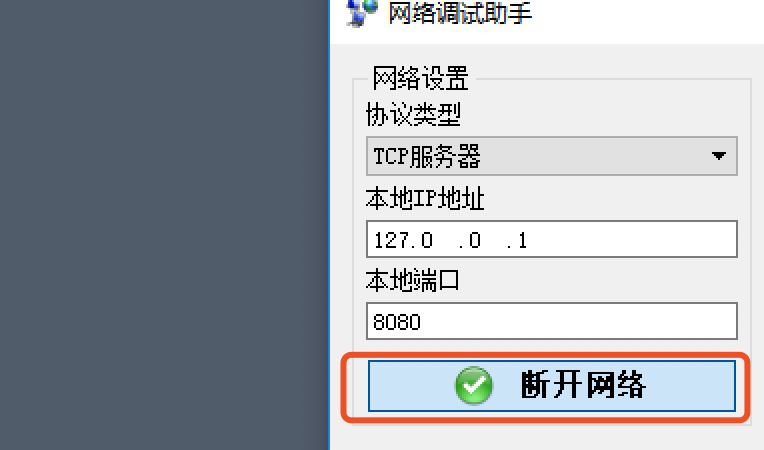 网络调试助手
网络设置
协议类型
TCP服务器
本地IP地址
127.0 .0 .1
本地端口
8080
断开网络